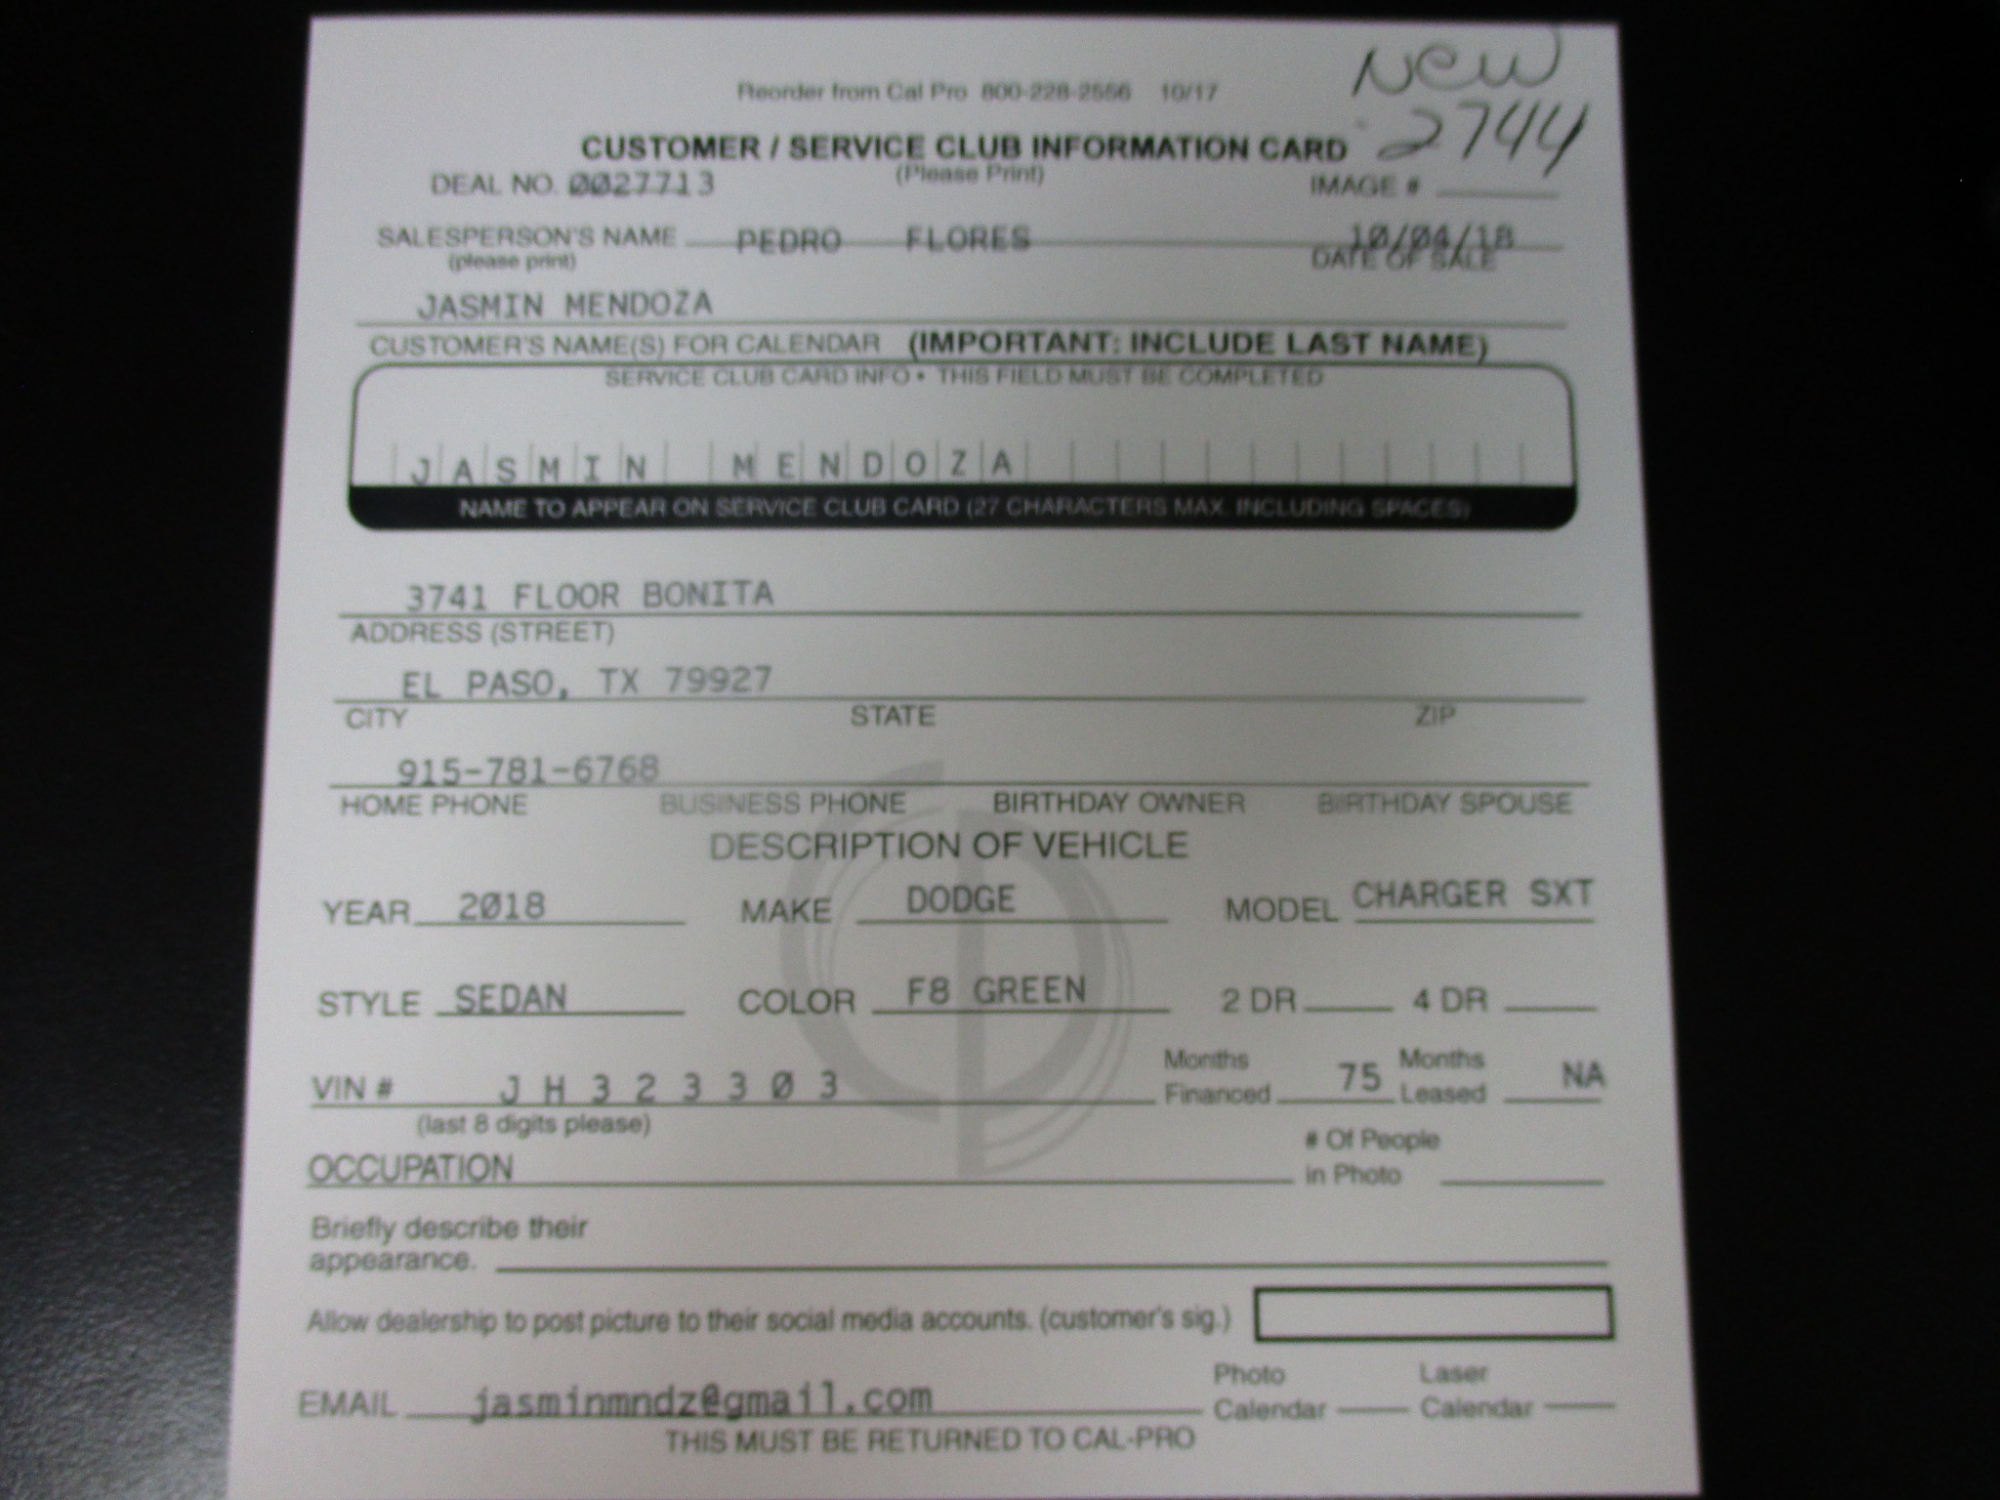 New
Reorder from Cal Pro 800-228-2556 10/17
2744
CUSTOMER / SERVICE CLUB INFORMATION CARD
(Please Print)
DEAL NO. 0027713 IMAGE #
SALESPERSON'S NAME PEDRO FLORES 10/04/18
(please print) DATE OF SALE
JASMIN MENDOZA
CUSTOMER'S NAME(S) FOR CALENDAR (IMPORTANT: INCLUDE LAST NAME)
SERVICE CLUB CARD INFO • THIS FIELD MUST BE COMPLETED
JASMIN MENDOZA
NAME TO APPEAR ON SERVICE CLUB CARD (27 CHARACTERS MAX. INCLUDING SPACES)
3741 FLOOR BONITA
ADDRESS (STREET)
EL PASO, TX 79927
CITY STATE ZIP
915-781-6768
HOME PHONE BUSINESS PHONE BIRTHDAY OWNER BIRTHDAY SPOUSE
DESCRIPTION OF VEHICLE
YEAR 2018 MAKE DODGE MODEL CHARGER SXT
STYLE SEDAN COLOR F8 GREEN 2 DR 4 DR
VIN # JH323303 Months Financed 75 Months Leased NA
(last 8 digits please)
OCCUPATION # Of People in Photo
Briefly describe their
appearance.
Allow dealership to post picture to their social media accounts. (customer's sig.)
EMAIL jasminmndz@gmail.com Photo Calendar Laser Calendar
THIS MUST BE RETURNED TO CAL-PRO